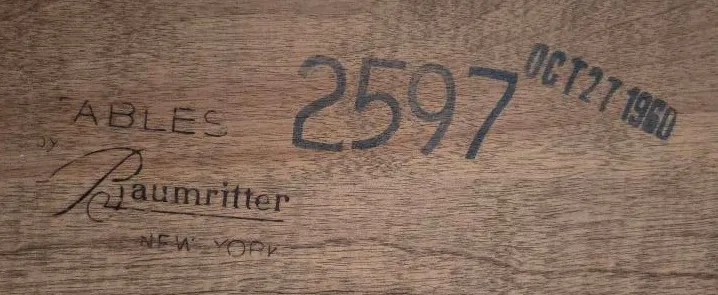 TABLES
by
Baumritter
NEW YORK
2597
OCT 27 1960